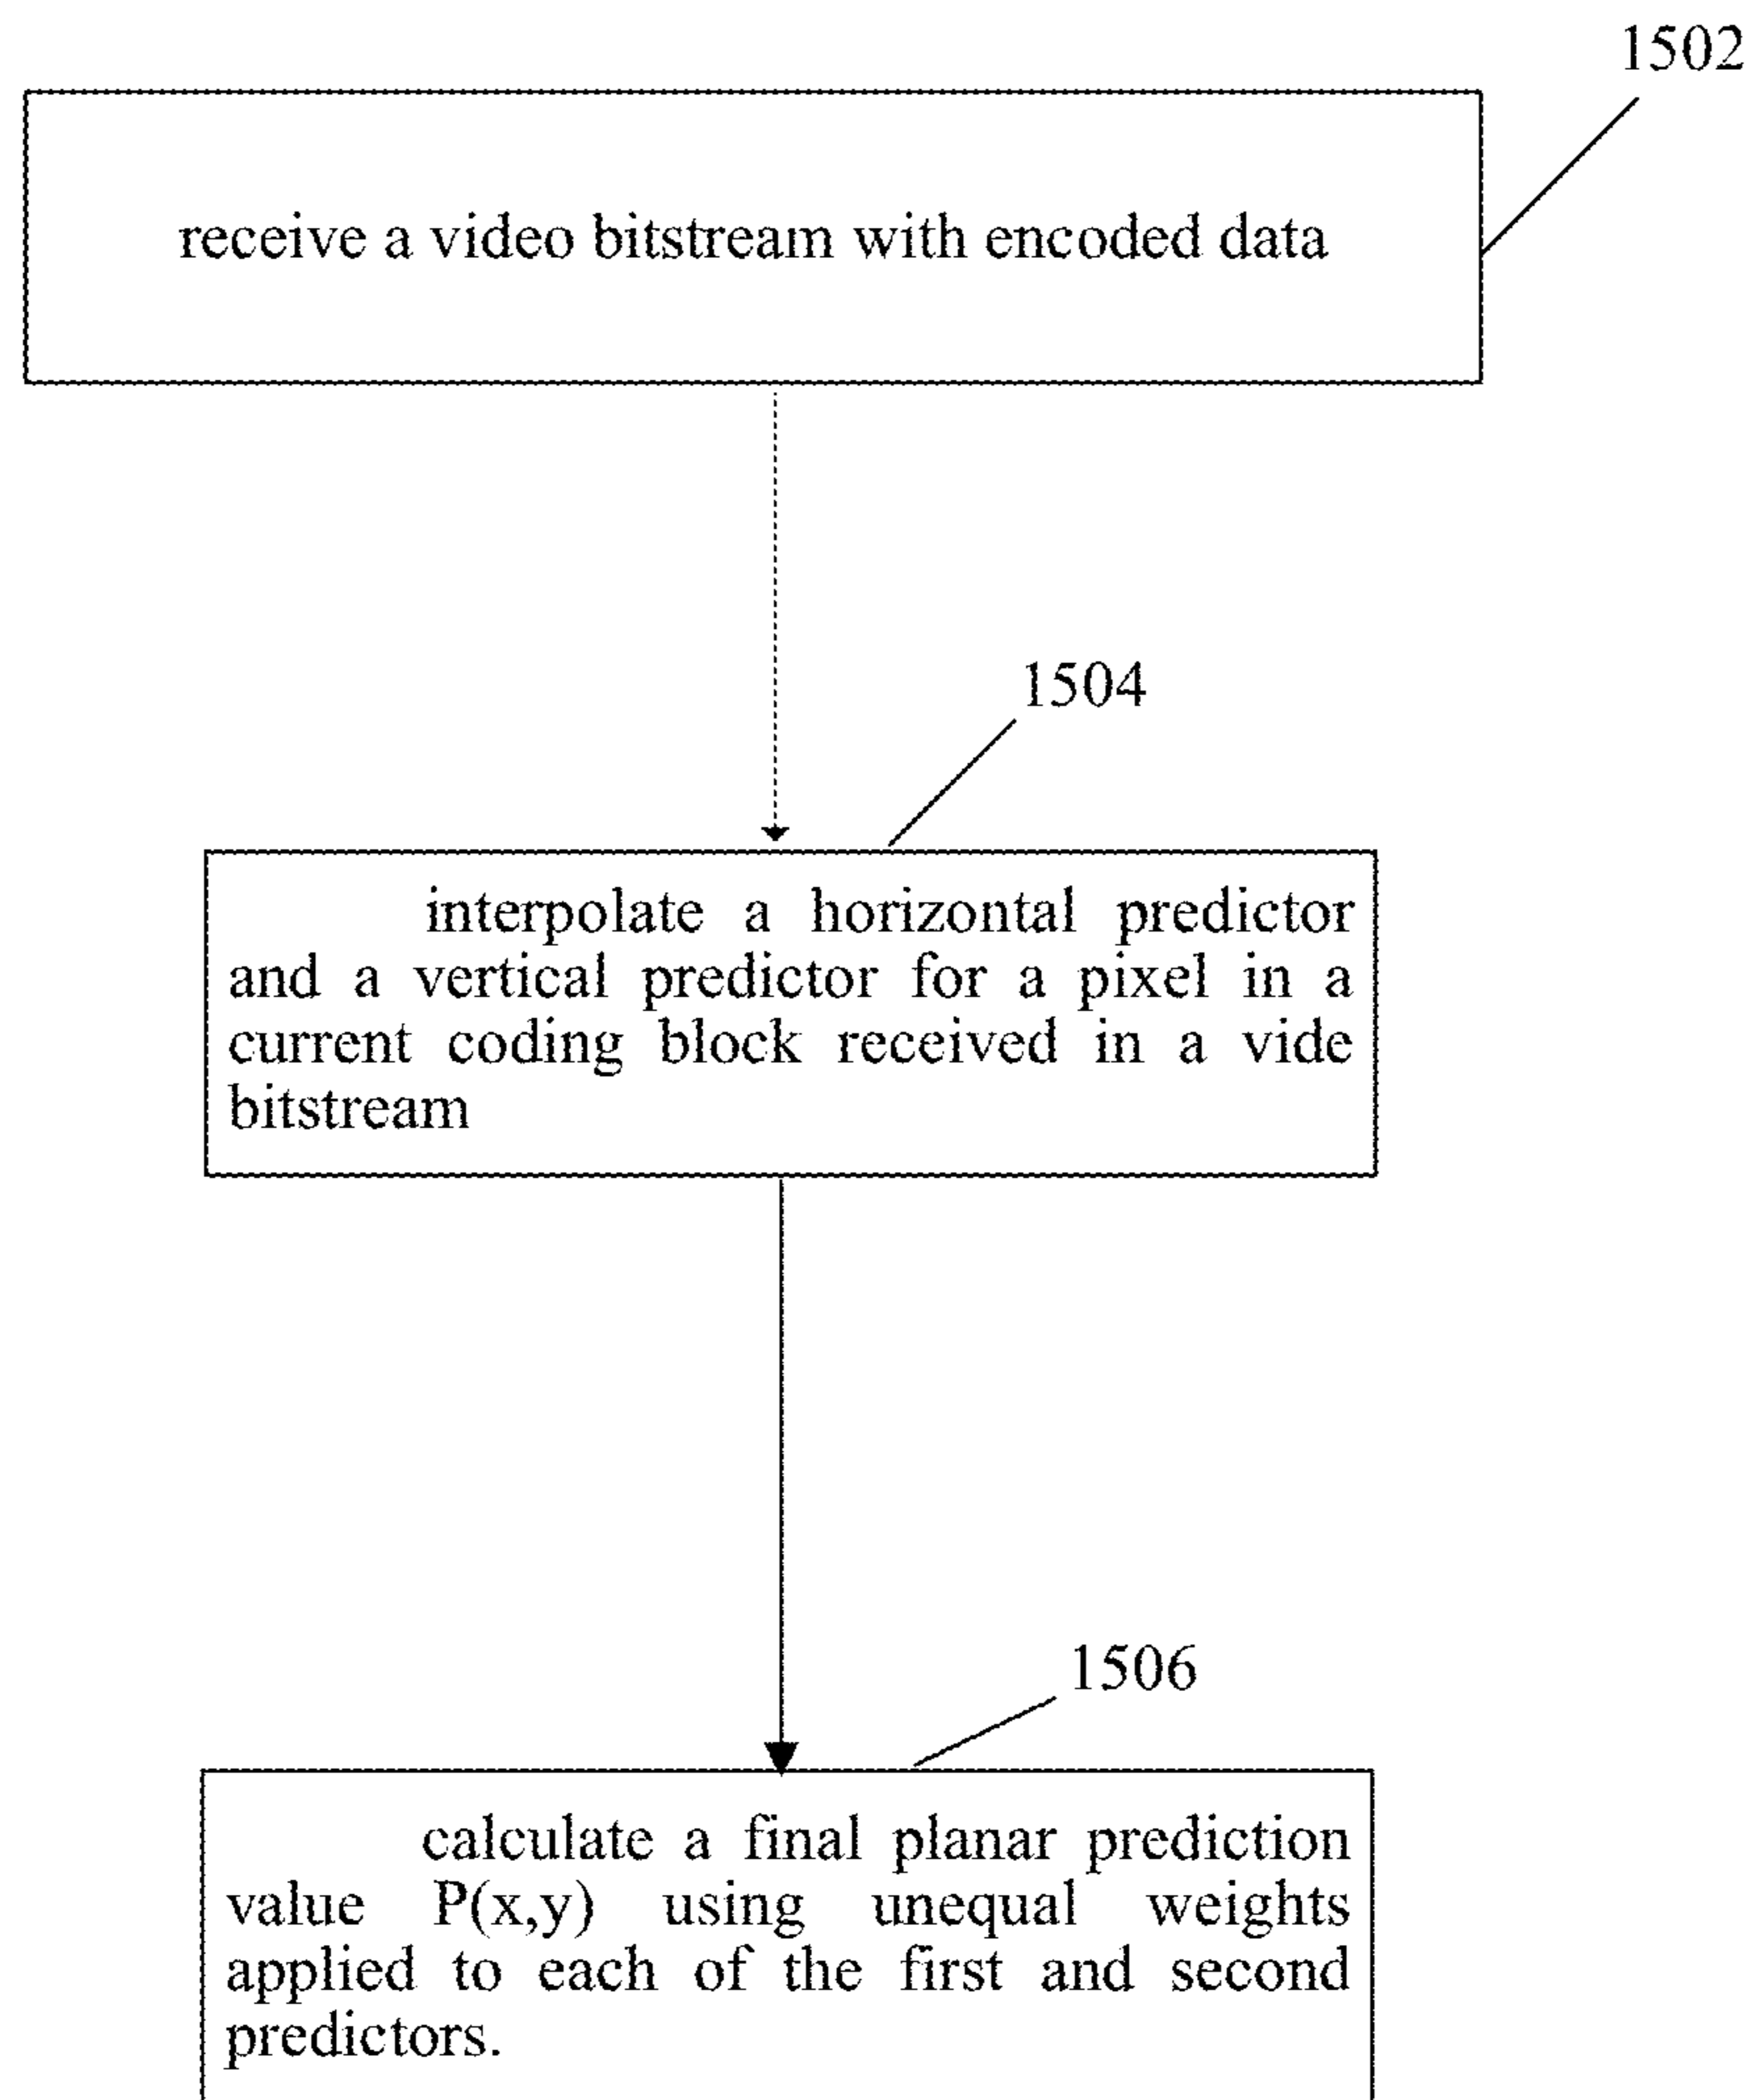 1502
receive a video bitstream with encoded data
1504
interpolate a horizontal predictor
and a vertical predictor for a pixel in a
current coding block received in a vide
bitstream
1506
calculate a final planar prediction
value P(x,y) using unequal weights
applied to each of the first and second
predictors.